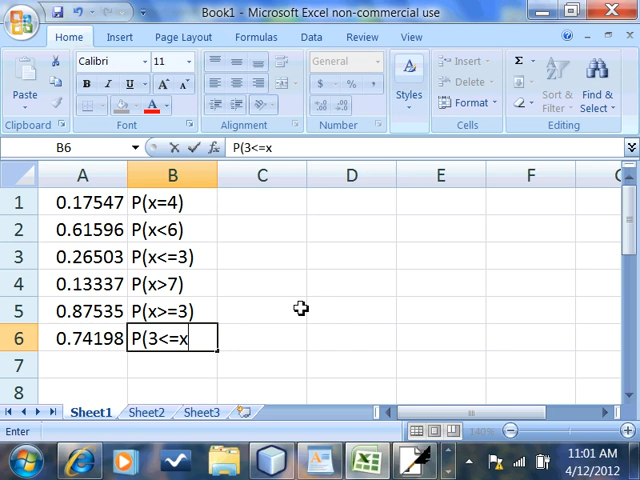 Book1 - Microsoft Excel non-commercial use
Home Insert Page Layout Formulas Data Review View
Paste
Calibri 11
B I U A A
A
$ % ,
Styles
Insert
Delete
Format
Σ
Sort & Filter
Find & Select
Clipboard Font Alignment Number Cells Editing
B6 fx P(3<=x
A B C D E F G
1 0.17547 P(x=4)
2 0.61596 P(x<6)
3 0.26503 P(x<=3)
4 0.13337 P(x>7)
5 0.87535 P(x>=3)
6 0.74198 P(3<=x
7
8
Sheet1 Sheet2 Sheet3
Enter 140%
11:01 AM
4/12/2012